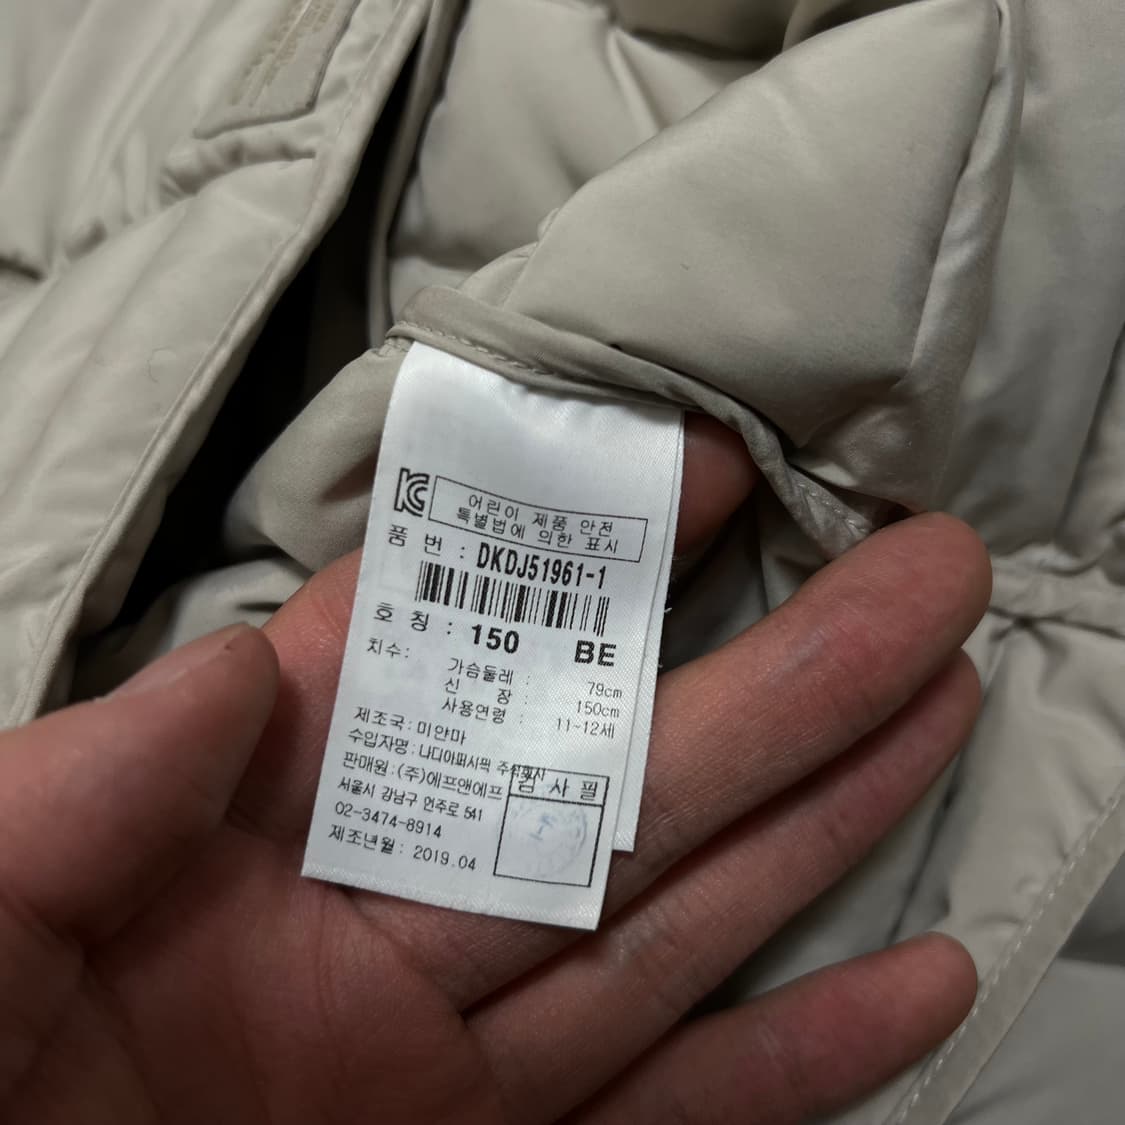 KC
어린이 제품 안전
특별법에 의한 표시
품 번 : DKDJ51961-1
호 칭 : 150 BE
치수: 가슴둘레 : 79cm
신 장 : 150cm
사용연령 : 11~12세
제조국: 미얀마
수입자명: 나디아퍼시픽 주식회사
판매원:(주)에프앤에프
검 사 필
서울시 강남구 언주로 541
02-3474-8914
제조년월: 2019.04